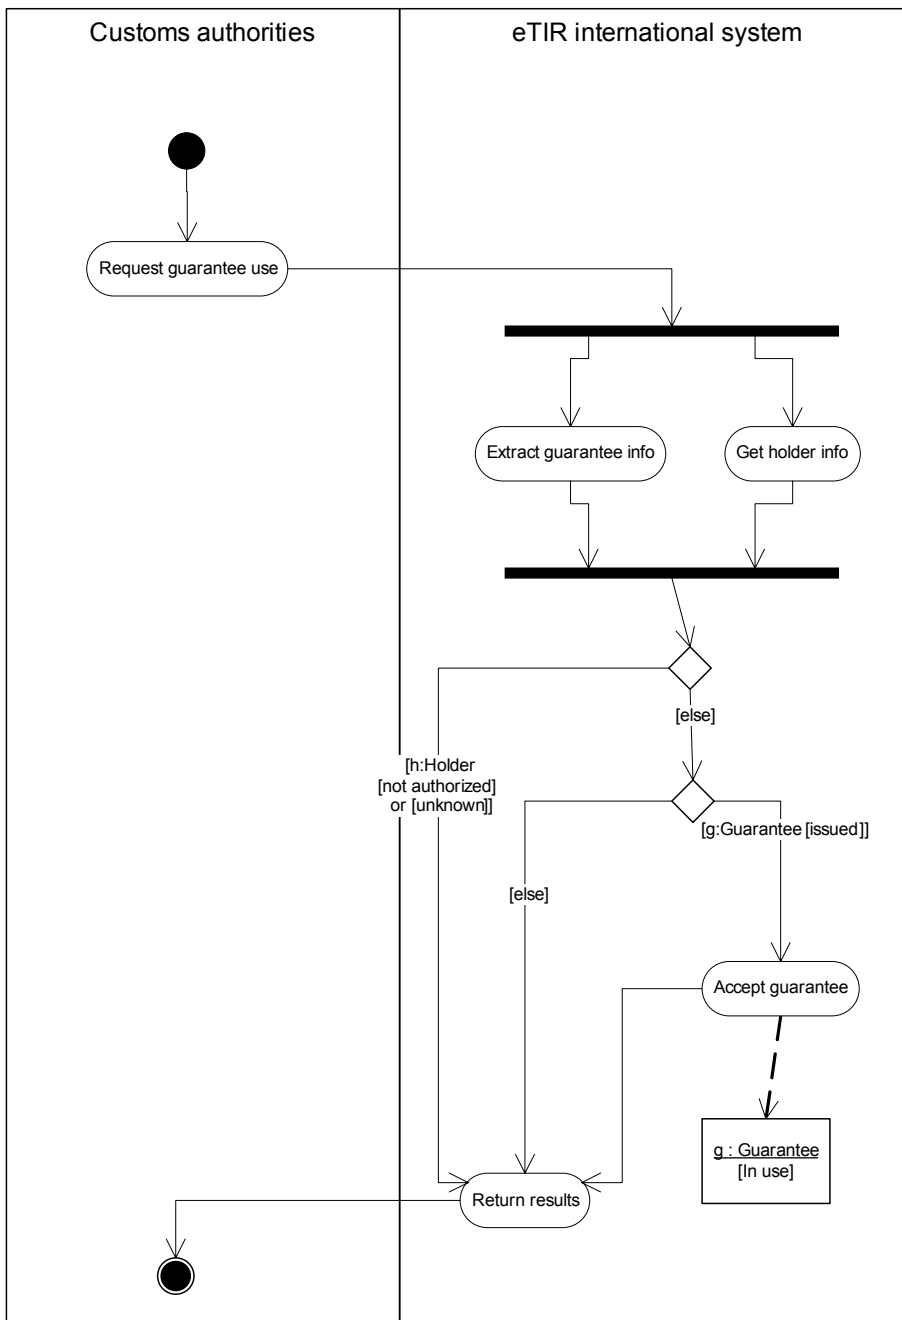 Customs authorities
eTIR international system
Request guarantee use
Extract guarantee info
Get holder info
[else]
[h:Holder
[not authorized]
or [unknown]]
[g:Guarantee [issued]]
[else]
Accept guarantee
g : Guarantee
[In use]
Return results